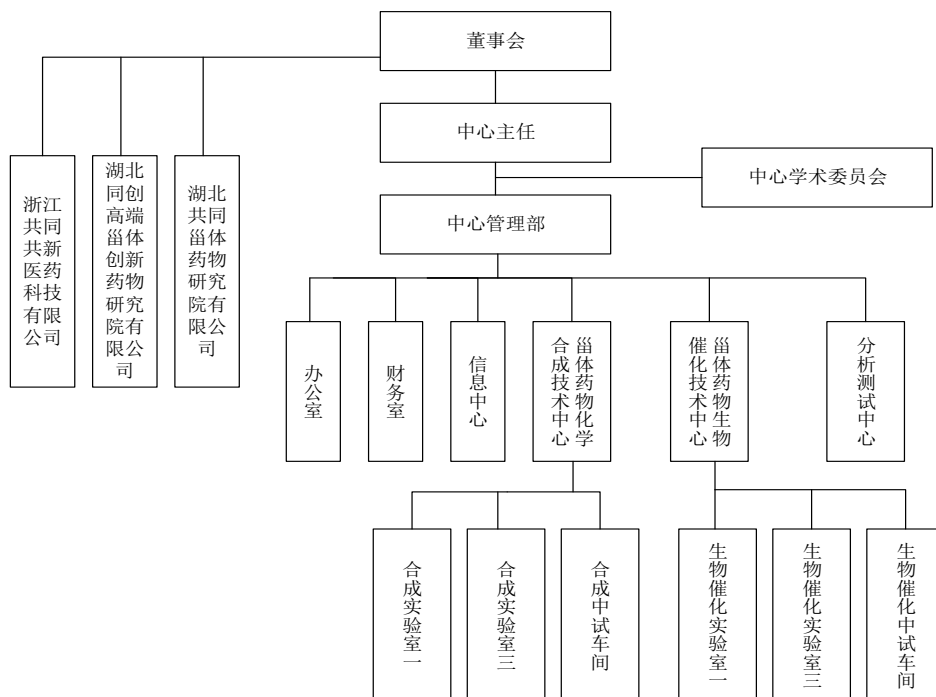 董事会
中心主任
中心学术委员会
中心管理部
浙江
共同
共新
医药
科技
有限
公司
湖北
同创
高端
甾体
创新
药物
研究
院有
限公
司
湖北
共同
甾体
药物
研究
院有
限公
司
办公室
财务室
信息中心
甾体药物化学
合成技术中心
甾体药物生物
催化技术中心
分析测试中心
合成实验室一
合成实验室三
合成中试车间
生物催化实验室一
生物催化实验室三
生物催化中试车间